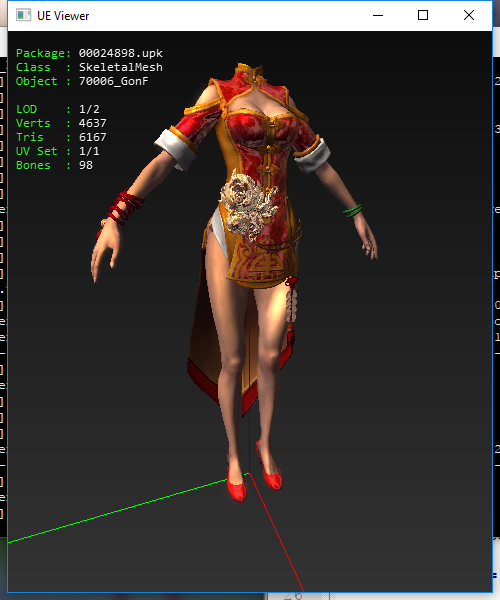 UE Viewer
Package: 00024898.upk
Class  : SkeletalMesh
Object : 70006_GonF
LOD    : 1/2
Verts  : 4637
Tris   : 6167
UV Set : 1/1
Bones  : 98